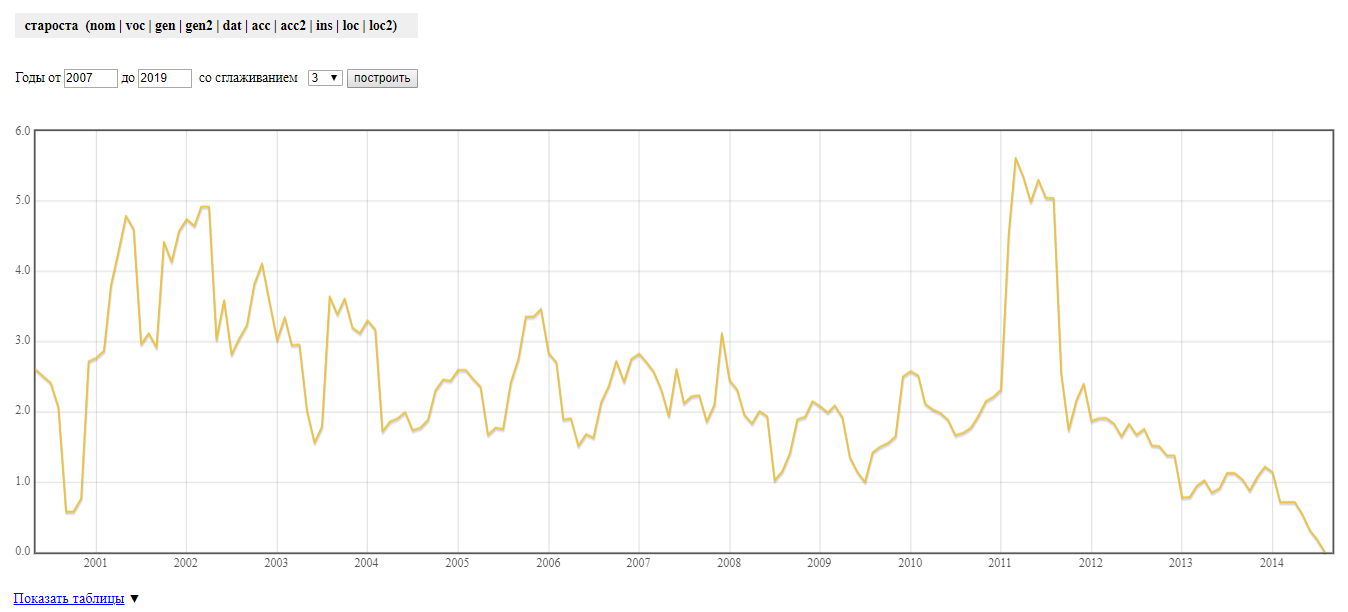 староста (nom | voc | gen | gen2 | dat | acc | acc2 | ins | loc | loc2)
Годы от 2007 до 2019 со сглаживанием 3 ▼ построить
6.0
5.0
4.0
3.0
2.0
1.0
0.0
2001 2002 2003 2004 2005 2006 2007 2008 2009 2010 2011 2012 2013 2014
Показать таблицы ▼